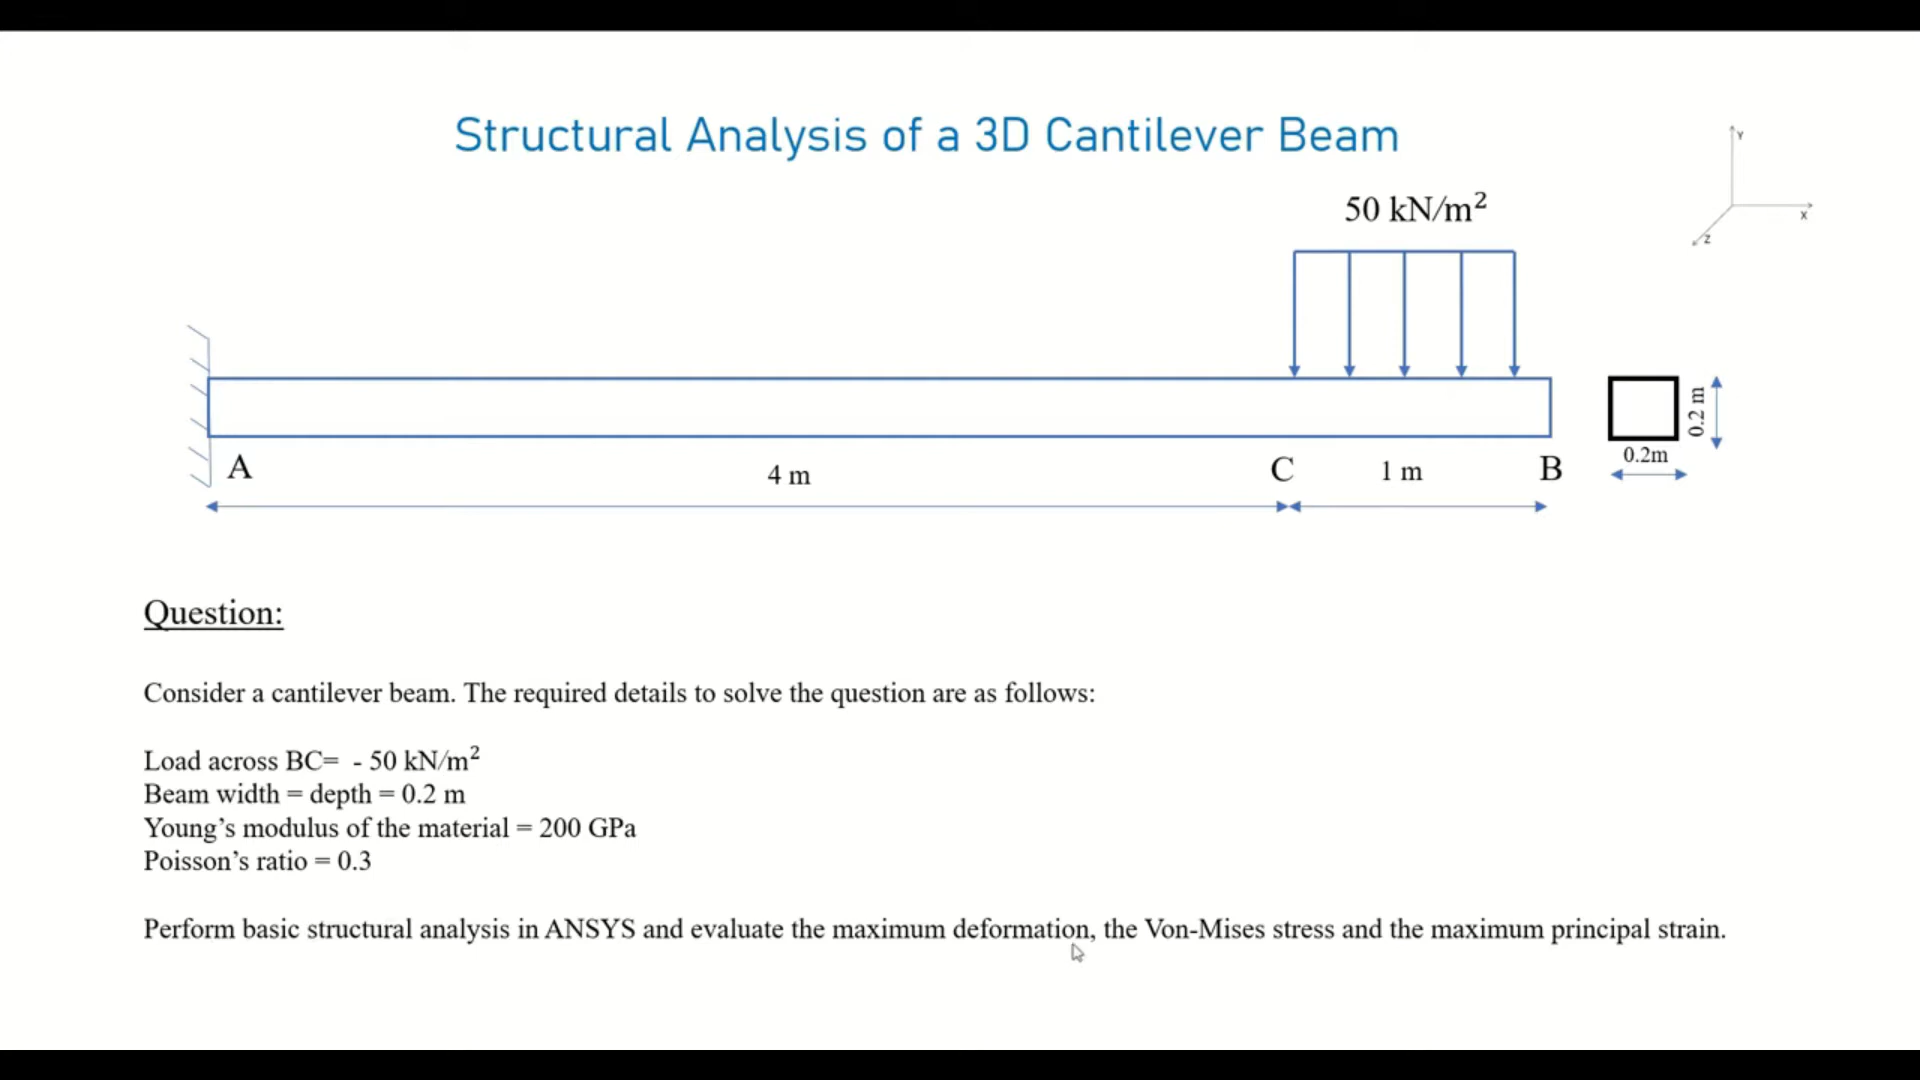 Structural Analysis of a 3D Cantilever Beam
Y
X
Z
50 kN/m²
0.2 m
0.2m
A
4 m
C
1 m
B
Question:
Consider a cantilever beam. The required details to solve the question are as follows:
Load across BC= - 50 kN/m²
Beam width = depth = 0.2 m
Young’s modulus of the material = 200 GPa
Poisson’s ratio = 0.3
Perform basic structural analysis in ANSYS and evaluate the maximum deformation, the Von-Mises stress and the maximum principal strain.